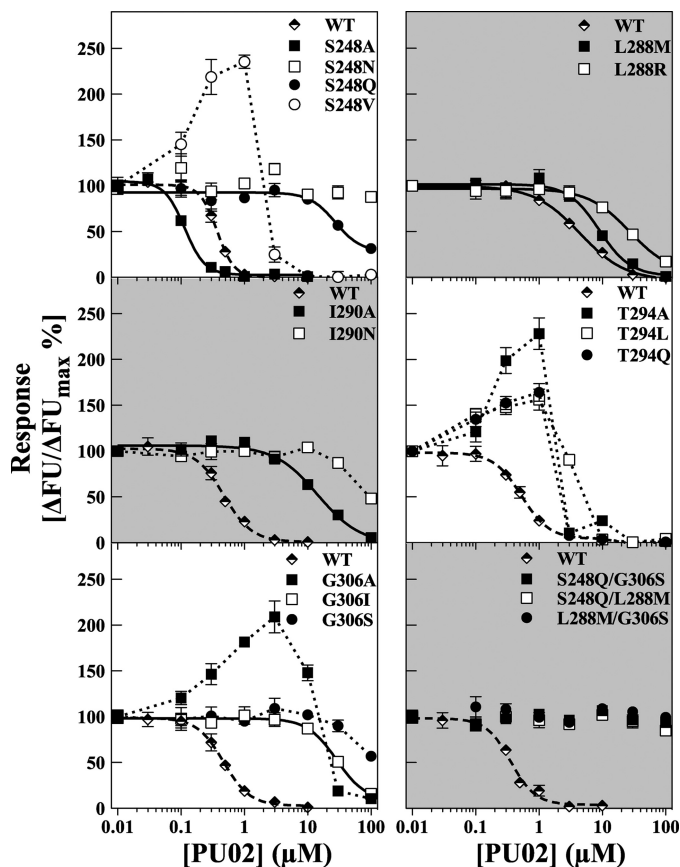 WT
S248A
S248N
S248Q
S248V
250
200
150
100
50
0
WT
L288M
L288R
WT
I290A
I290N
250
200
150
100
50
0
WT
T294A
T294L
T294Q
Response
[ΔFU/ΔFUmax %]
WT
G306A
G306I
G306S
250
200
150
100
50
0
WT
S248Q/G306S
S248Q/L288M
L288M/G306S
0.01 0.1 1 10 100
0.01 0.1 1 10 100
[PU02] (μM)
[PU02] (μM)